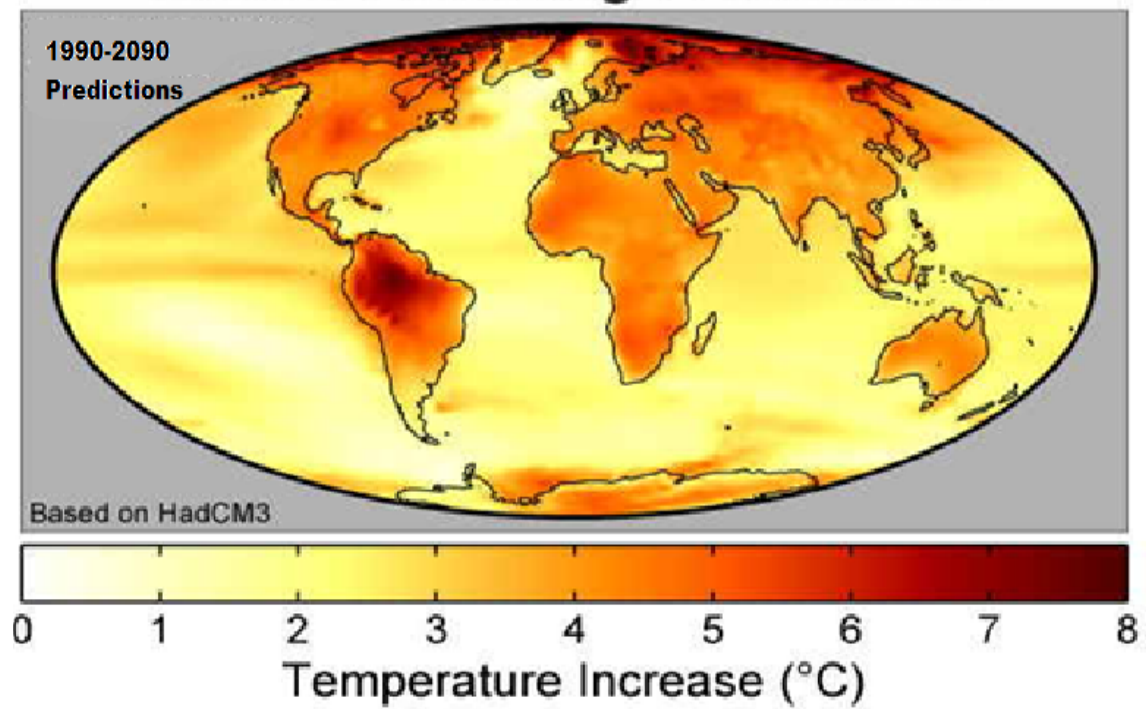 1990-2090
Predictions
Based on HadCM3
0 1 2 3 4 5 6 7 8
Temperature Increase (°C)